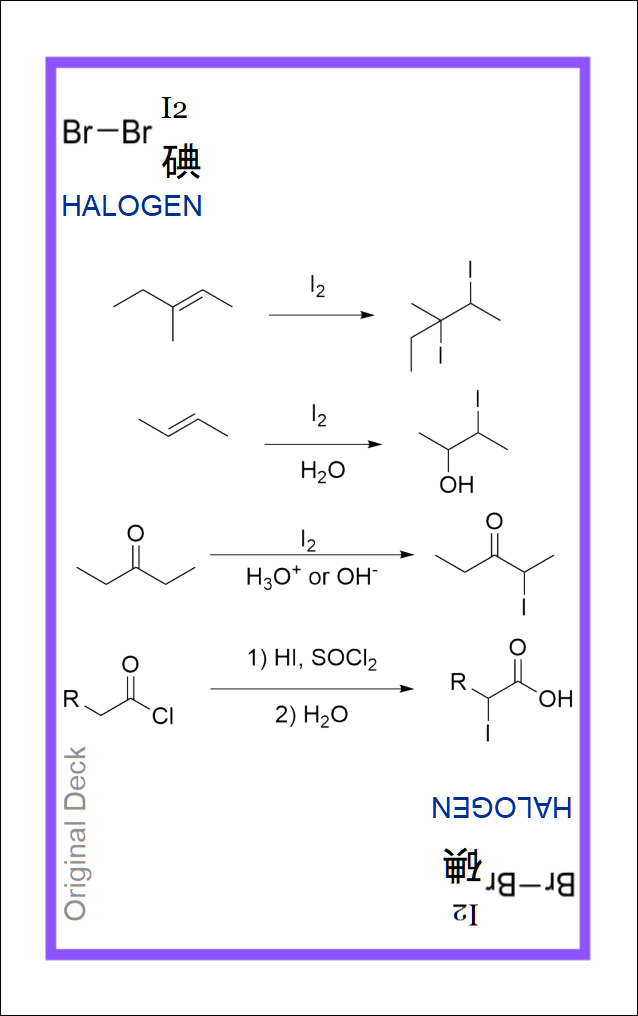 Br–Br I2
碘
HALOGEN
I₂
I
I
I₂
H₂O
I
OH
O
I₂
H₃O⁺ or OH⁻
O
I
O
R
Cl
1) HI, SOCl₂
2) H₂O
O
R
OH
I
Original Deck
HALOGEN
碘
Br–Br
I2